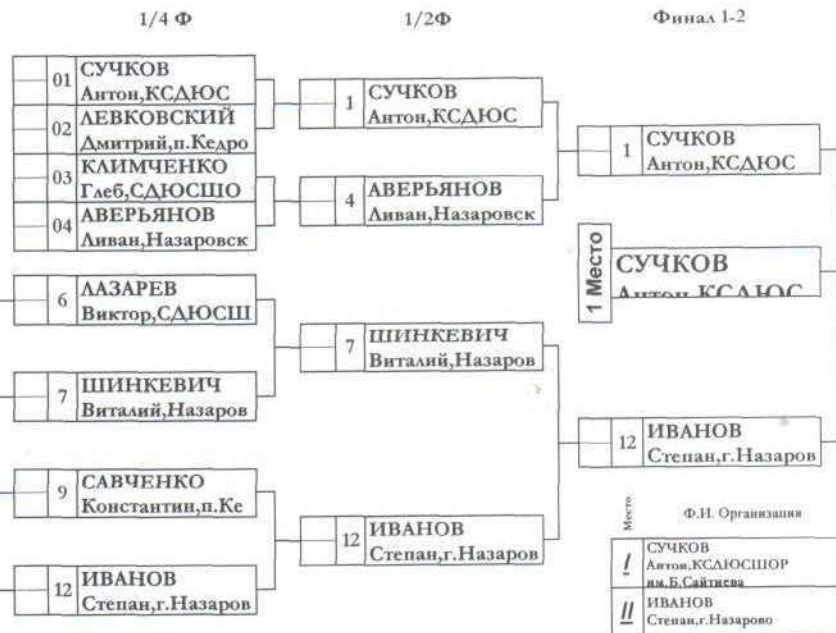 1/4 Ф
1/2Ф
Финал 1-2
01 СУЧКОВ
Антон,КСДЮС
02 ЛЕВКОВСКИЙ
Дмитрий,п.Кедро
03 КЛИМЧЕНКО
Глеб,СДЮСШО
04 АВЕРЬЯНОВ
Ливан,Назаровск
6 ЛАЗАРЕВ
Виктор,СДЮСШ
7 ШИНКЕВИЧ
Виталий,Назаров
9 САВЧЕНКО
Константин,п.Ке
12 ИВАНОВ
Степан,г.Назаров
1 СУЧКОВ
Антон,КСДЮС
4 АВЕРЬЯНОВ
Ливан,Назаровск
7 ШИНКЕВИЧ
Виталий,Назаров
12 ИВАНОВ
Степан,г.Назаров
1 СУЧКОВ
Антон,КСДЮС
1 Место
СУЧКОВ
Антон,КСДЮС
12 ИВАНОВ
Степан,г.Назаров
Место
Ф.И. Организация
I СУЧКОВ
Антон,КСДЮСШОР
им.Б.Сайтиева
II ИВАНОВ
Степан,г.Назарово